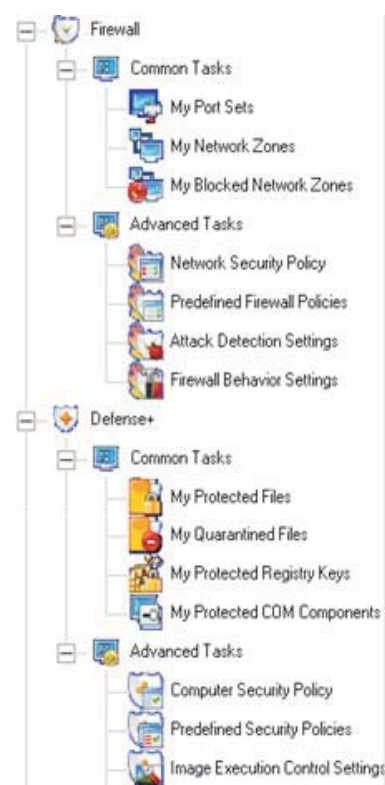 Firewall
Common Tasks
My Port Sets
My Network Zones
My Blocked Network Zones
Advanced Tasks
Network Security Policy
Predefined Firewall Policies
Attack Detection Settings
Firewall Behavior Settings
Defense+
Common Tasks
My Protected Files
My Quarantined Files
My Protected Registry Keys
My Protected COM Components
Advanced Tasks
Computer Security Policy
Predefined Security Policies
Image Execution Control Settings